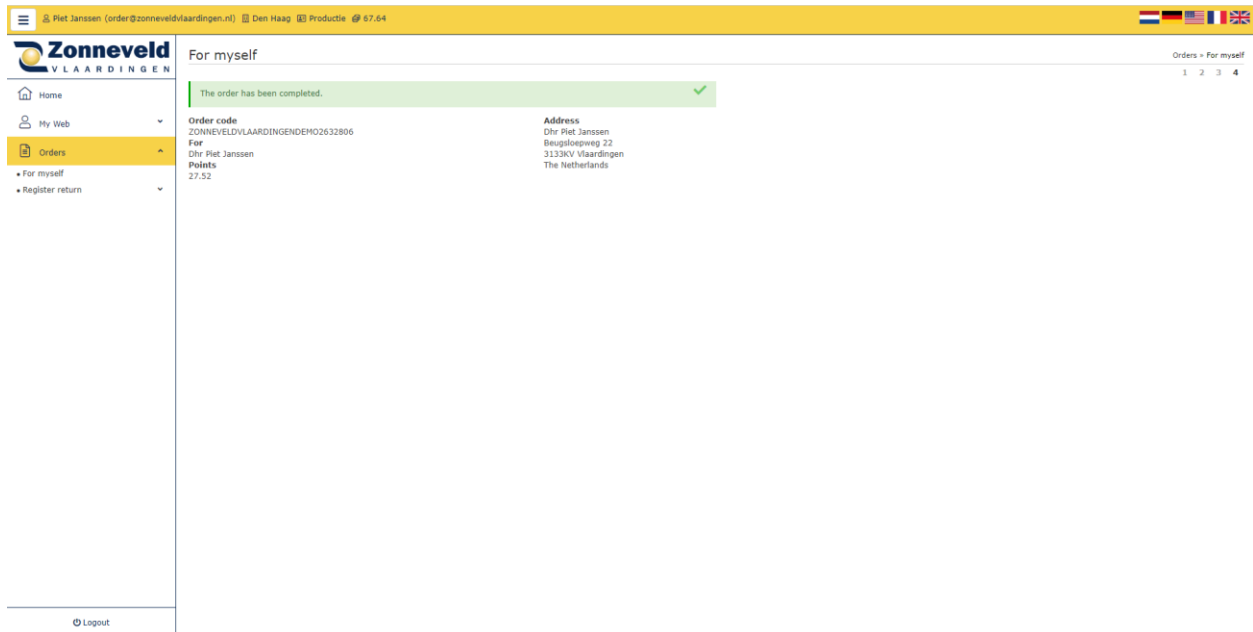 Piet Janssen (order@zonneveldvlaardingen.nl) Den Haag Productie 67.64
Zonneveld
VLAARDINGEN
Home
My Web
Orders
For myself
Register return
Logout
For myself
Orders » For myself
1 2 3 4
The order has been completed.
Order code
ZONNEVELDVLAARDINGENDEMO2632806
For
Dhr Piet Janssen
Points
27.52
Address
Dhr Piet Janssen
Beugsloepweg 22
3133KV Vlaardingen
The Netherlands